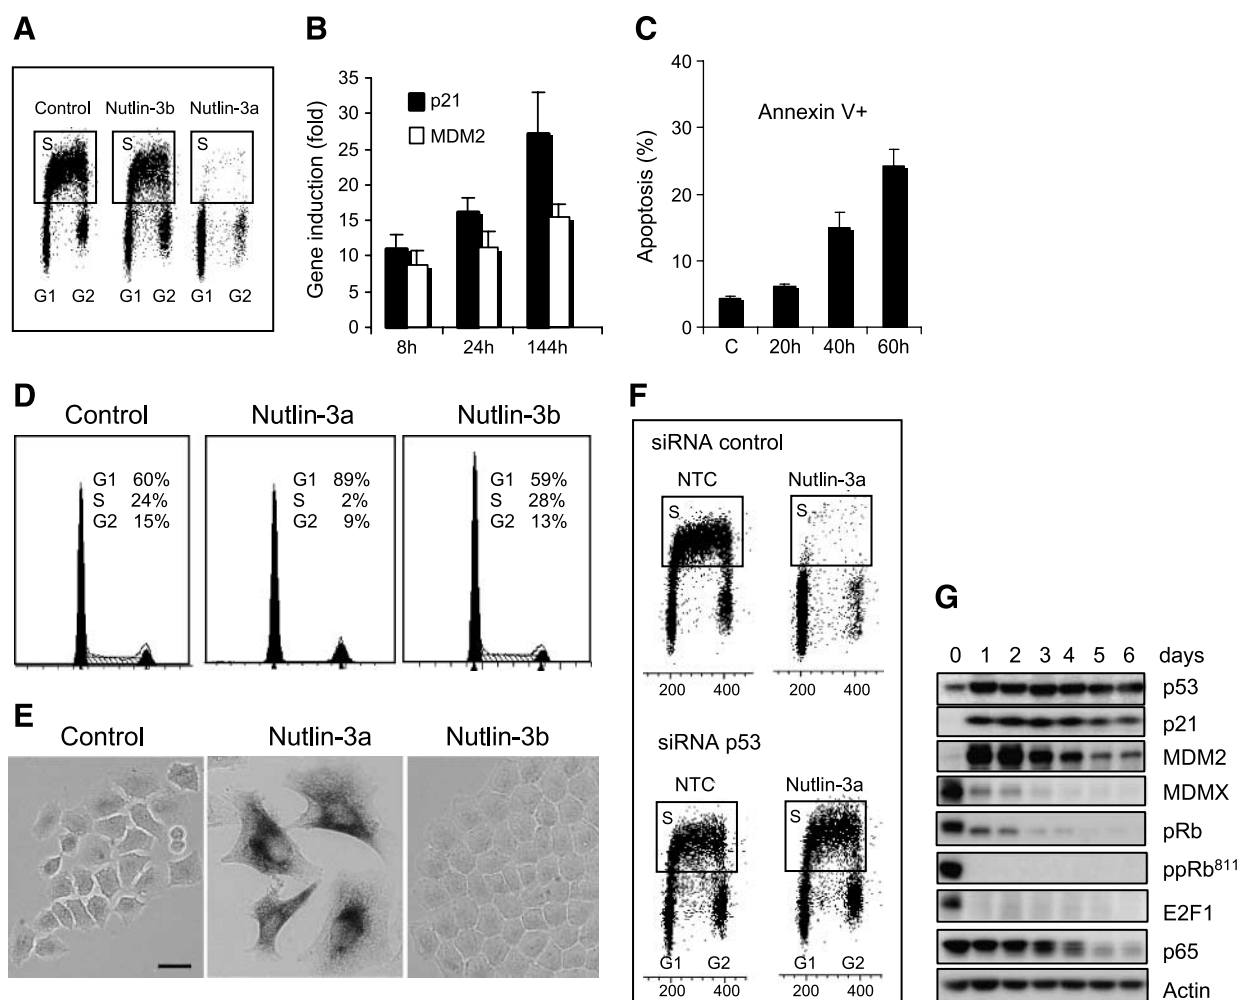 A
Control Nutlin-3b Nutlin-3a
S S S
G1 G2 G1 G2 G1 G2
B
Gene induction (fold)
35
30
25
20
15
10
5
0
p21
MDM2
8h 24h 144h
C
Apoptosis (%)
40
30
20
10
0
Annexin V+
C 20h 40h 60h
D
Control Nutlin-3a Nutlin-3b
G1 60%
S 24%
G2 15%
G1 89%
S 2%
G2 9%
G1 59%
S 28%
G2 13%
E
Control Nutlin-3a Nutlin-3b
F
siRNA control
NTC Nutlin-3a
S S
200 400 200 400
siRNA p53
NTC Nutlin-3a
S S
G1 G2 G1 G2
200 400 200 400
G
0 1 2 3 4 5 6 days
p53
p21
MDM2
MDMX
pRb
ppRb⁸¹¹
E2F1
p65
Actin